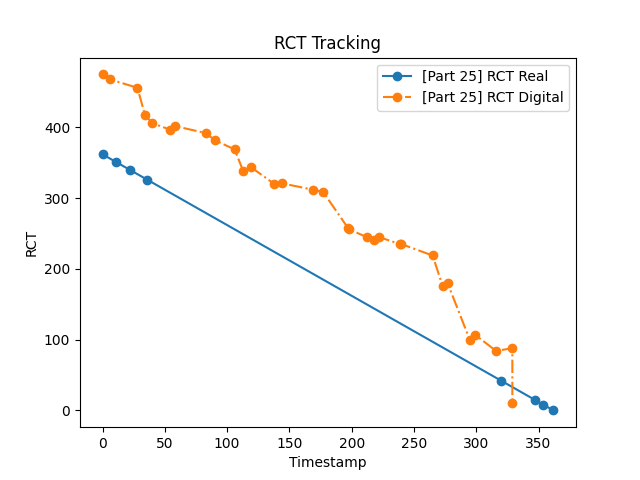 RCT Tracking
[Part 25] RCT Real
[Part 25] RCT Digital
RCT
400
300
200
100
0
0 50 100 150 200 250 300 350
Timestamp